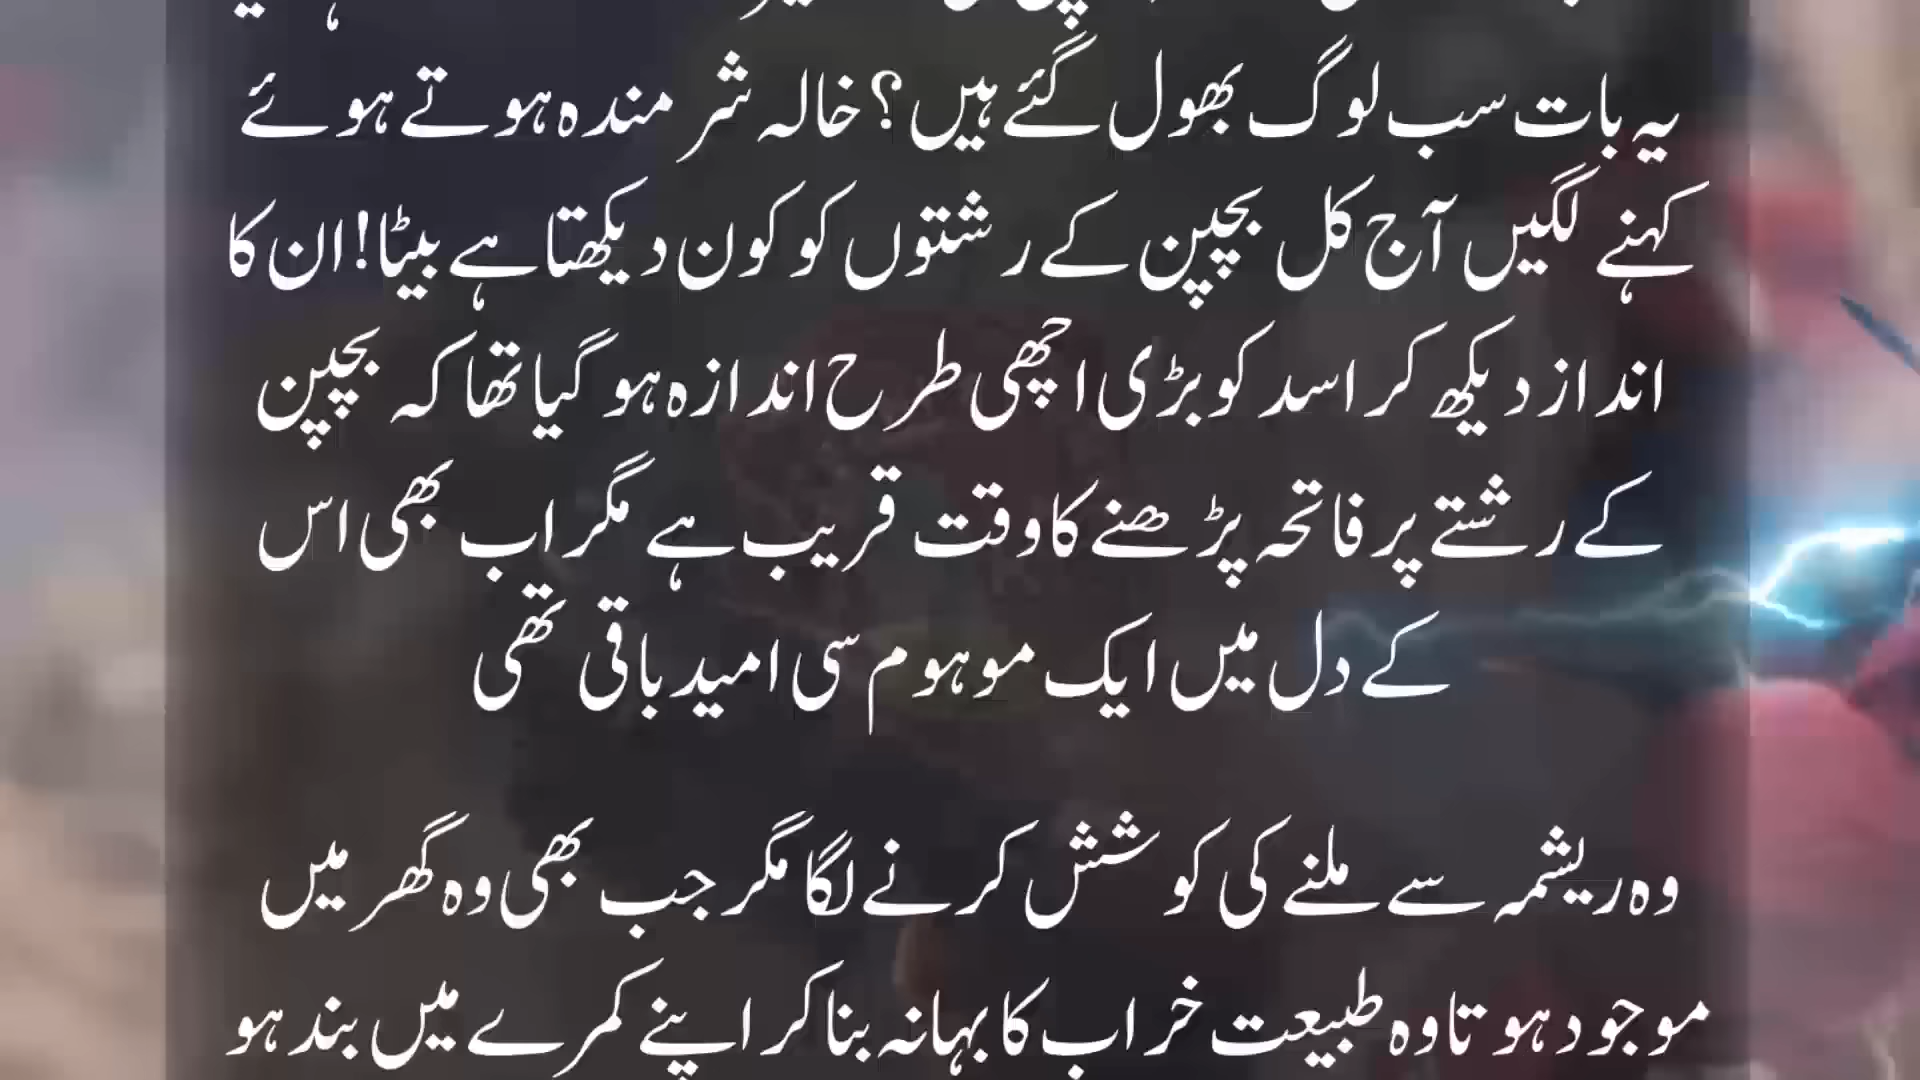 یہ بات سب لوگ بھول گئے ہیں؟ خالہ شرمندہ ہوتے ہوئے
کہنے لگیں آج کل بچپن کے رشتوں کو کون دیکھتا ہے بیٹا! ان کا
انداز دیکھ کر اسد کو بڑی اچھی طرح اندازہ ہو گیا تھا کہ بچپن
کے رشتے پر فاتحہ پڑھنے کا وقت قریب ہے مگر اب بھی اس
کے دل میں ایک موہوم سی امید باقی تھی
وہ ریشمہ سے ملنے کی کوشش کرنے لگا مگر جب بھی وہ گھر میں
موجود ہوتا وہ طبیعت خراب کا بہانہ بنا کر اپنے کمرے میں بند ہو